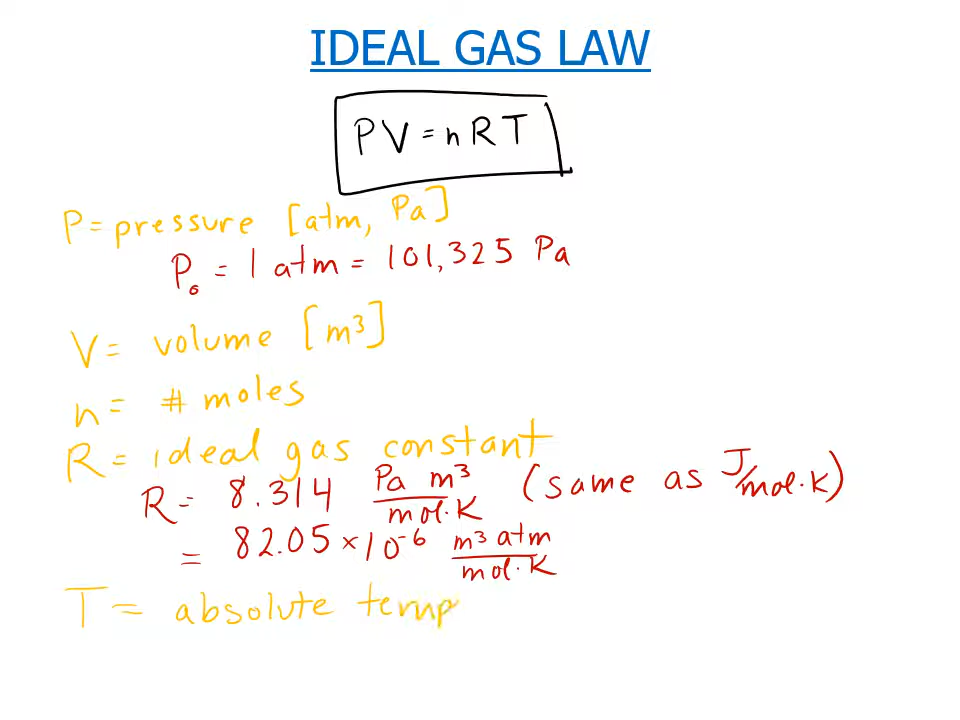 IDEAL GAS LAW
PV = nRT
P = pressure [atm, Pa]
P₀ = 1 atm = 101,325 Pa
V = volume [m³]
n = # moles
R = ideal gas constant
R = 8.314 Pa m³/mol·K (same as J/mol·K)
= 82.05 × 10⁻⁶ m³ atm/mol·K
T = absolute temp